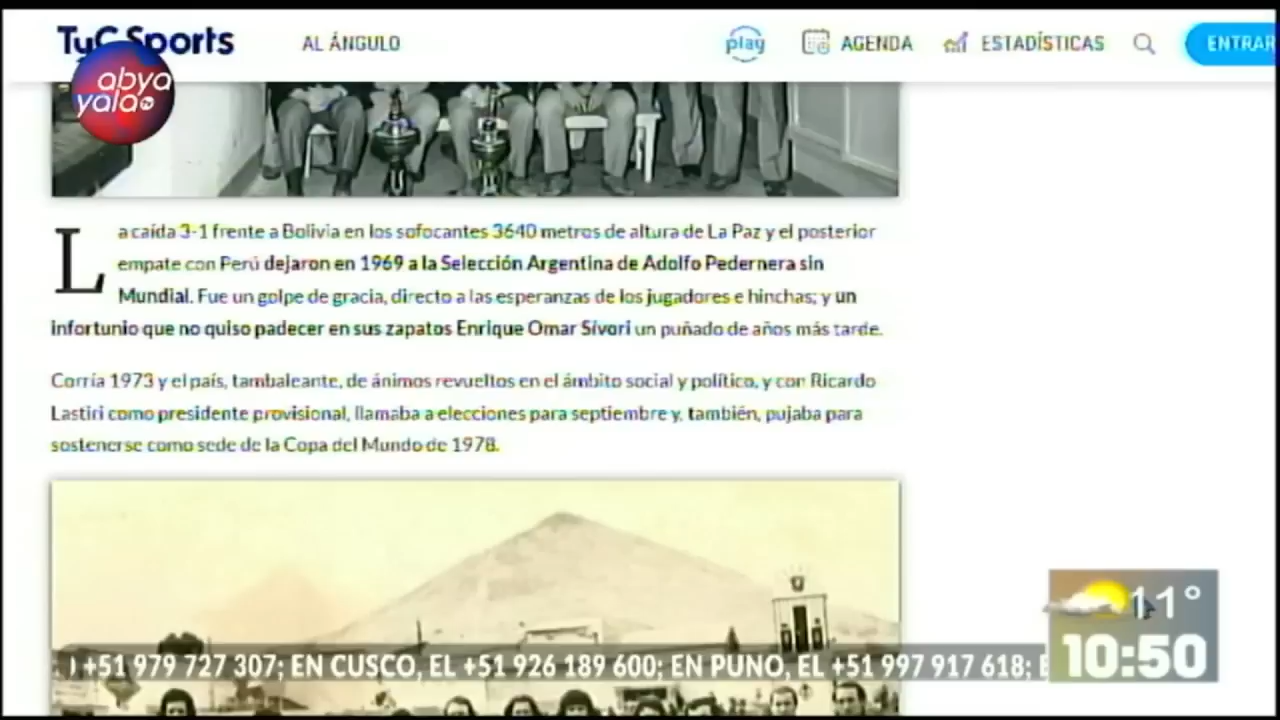 TyC Sports
AL ÁNGULO
play
AGENDA
ESTADÍSTICAS
ENTRAR
abya
yala tv
La caída 3-1 frente a Bolivia en los sofocantes 3640 metros de altura de La Paz y el posterior
empate con Perú dejaron en 1969 a la Selección Argentina de Adolfo Pedernera sin
Mundial. Fue un golpe de gracia, directo a las esperanzas de los jugadores e hinchas; y un
infortunio que no quiso padecer en sus zapatos Enrique Omar Sívori un puñado de años más tarde.
Corría 1973 y el país, tambaleante, de ánimos revueltos en el ámbito social y político, y con Ricardo
Lastiri como presidente provisional, llamaba a elecciones para septiembre y, también, pujaba para
sostenerse como sede de la Copa del Mundo de 1978.
11°
) +51 979 727 307; EN CUSCO, EL +51 926 189 600; EN PUNO, EL +51 997 917 618; E
10:50